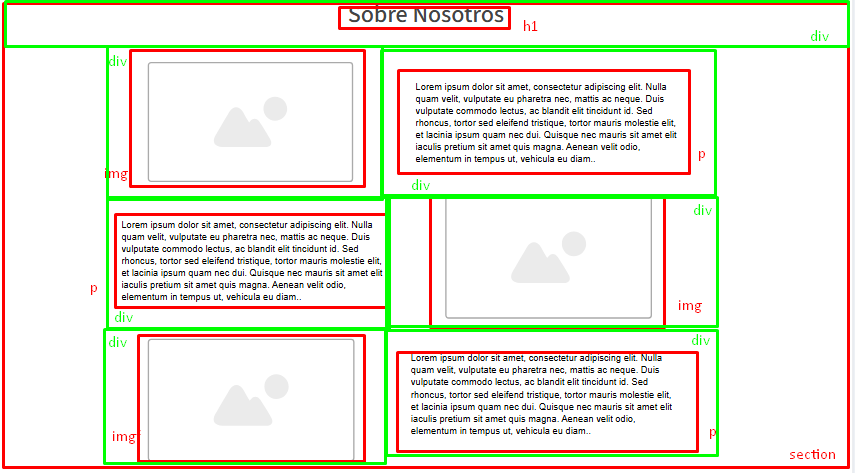 Sobre Nosotros
h1
div
div
img
Lorem ipsum dolor sit amet, consectetur adipiscing elit. Nulla
quam velit, vulputate eu pharetra nec, mattis ac neque. Duis
vulputate commodo lectus, ac blandit elit tincidunt id. Sed
rhoncus, tortor sed eleifend tristique, tortor mauris molestie elit,
et lacinia ipsum quam nec dui. Quisque nec mauris sit amet elit
iaculis pretium sit amet quis magna. Aenean velit odio,
elementum in tempus ut, vehicula eu diam..
p
div
Lorem ipsum dolor sit amet, consectetur adipiscing elit. Nulla
quam velit, vulputate eu pharetra nec, mattis ac neque. Duis
vulputate commodo lectus, ac blandit elit tincidunt id. Sed
rhoncus, tortor sed eleifend tristique, tortor mauris molestie elit,
et lacinia ipsum quam nec dui. Quisque nec mauris sit amet elit
iaculis pretium sit amet quis magna. Aenean velit odio,
elementum in tempus ut, vehicula eu diam..
p
div
div
img
div
img
div
Lorem ipsum dolor sit amet, consectetur adipiscing elit. Nulla
quam velit, vulputate eu pharetra nec, mattis ac neque. Duis
vulputate commodo lectus, ac blandit elit tincidunt id. Sed
rhoncus, tortor sed eleifend tristique, tortor mauris molestie elit,
et lacinia ipsum quam nec dui. Quisque nec mauris sit amet elit
iaculis pretium sit amet quis magna. Aenean velit odio,
elementum in tempus ut, vehicula eu diam..
p
section